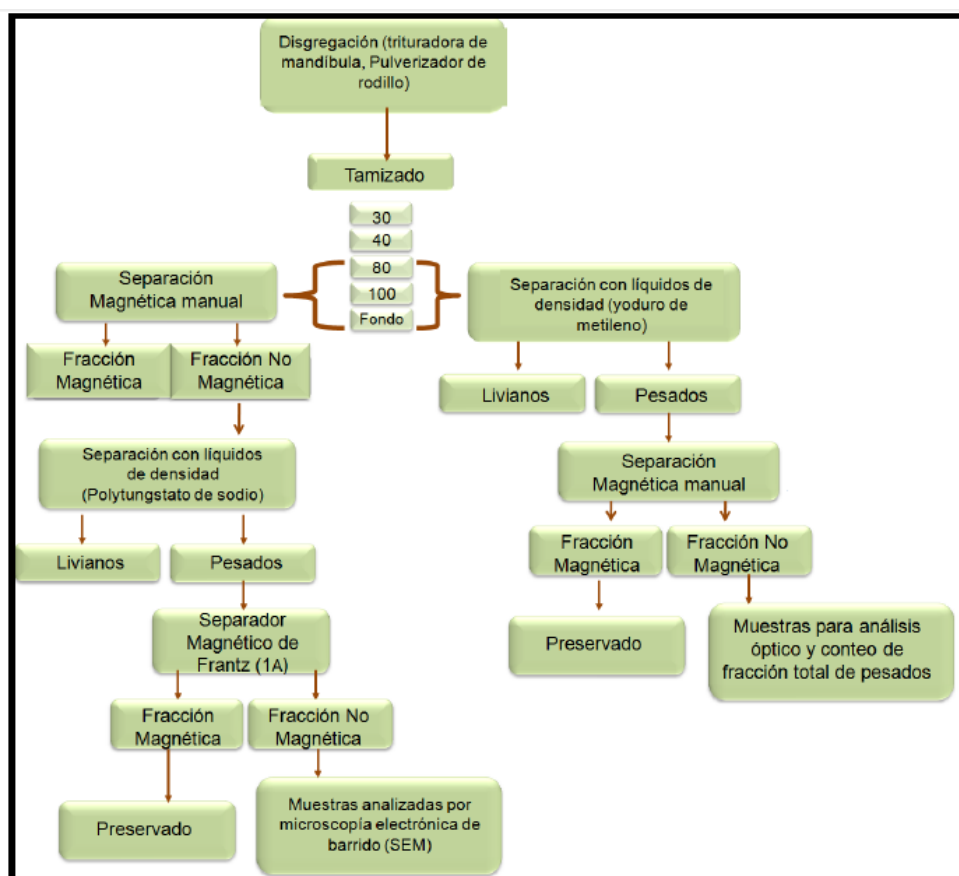 Disgregación (trituradora de
mandíbula, Pulverizador de
rodillo)
Tamizado
30
40
80
100
Fondo
Separación
Magnética manual
Fracción
Magnética
Fracción No
Magnética
Separación con líquidos
de densidad
(Polytungstato de sodio)
Livianos
Pesados
Separador
Magnético de
Frantz (1A)
Fracción
Magnética
Fracción No
Magnética
Preservado
Muestras analizadas por
microscopía electrónica de
barrido (SEM)
Separación con líquidos de
densidad (yoduro de
metileno)
Livianos
Pesados
Separación
Magnética manual
Fracción
Magnética
Fracción No
Magnética
Preservado
Muestras para análisis
óptico y conteo de
fracción total de pesados